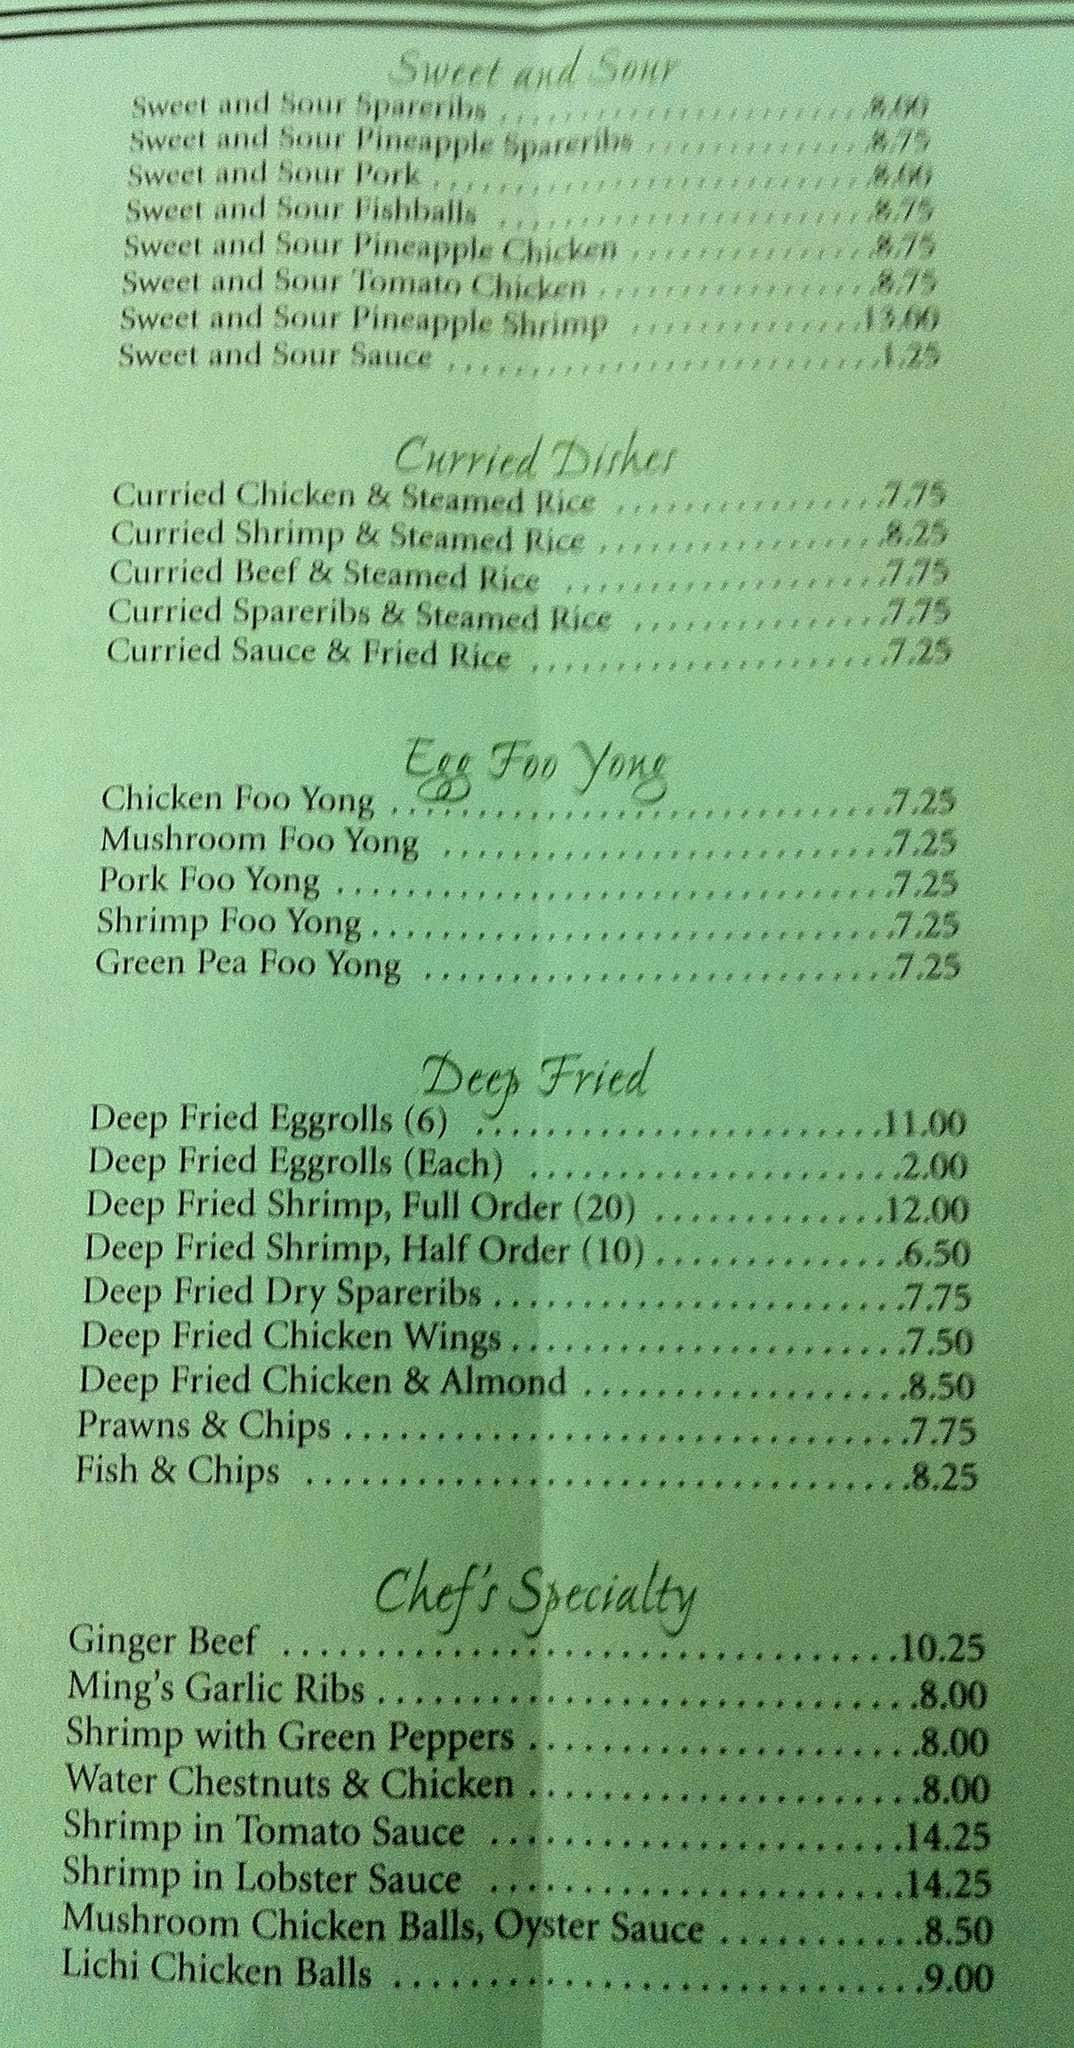 Sweet and Sour
Sweet and Sour Spareribs ........................ 8.00
Sweet and Sour Pineapple Spareribs .............. 8.75
Sweet and Sour Pork ............................. 8.00
Sweet and Sour Fishballs ........................ 8.75
Sweet and Sour Pineapple Chicken ................ 8.75
Sweet and Sour Tomato Chicken ................... 8.75
Sweet and Sour Pineapple Shrimp ................. 13.00
Sweet and Sour Sauce ............................ 1.25
Curried Dishes
Curried Chicken & Steamed Rice .................. 7.75
Curried Shrimp & Steamed Rice ................... 8.25
Curried Beef & Steamed Rice ..................... 7.75
Curried Spareribs & Steamed Rice ................ 7.75
Curried Sauce & Fried Rice ...................... 7.25
Egg Foo Yong
Chicken Foo Yong ................................ 7.25
Mushroom Foo Yong ............................... 7.25
Pork Foo Yong ................................... 7.25
Shrimp Foo Yong ................................. 7.25
Green Pea Foo Yong .............................. 7.25
Deep Fried
Deep Fried Eggrolls (6) ......................... 11.00
Deep Fried Eggrolls (Each) ...................... 2.00
Deep Fried Shrimp, Full Order (20) .............. 12.00
Deep Fried Shrimp, Half Order (10) .............. 6.50
Deep Fried Dry Spareribs ........................ 7.75
Deep Fried Chicken Wings ........................ 7.50
Deep Fried Chicken & Almond ..................... 8.50
Prawns & Chips .................................. 7.75
Fish & Chips .................................... 8.25
Chef's Specialty
Ginger Beef ..................................... 10.25
Ming's Garlic Ribs .............................. 8.00
Shrimp with Green Peppers ....................... 8.00
Water Chestnuts & Chicken ....................... 8.00
Shrimp in Tomato Sauce .......................... 14.25
Shrimp in Lobster Sauce ......................... 14.25
Mushroom Chicken Balls, Oyster Sauce ............ 8.50
Lichi Chicken Balls ............................. 9.00